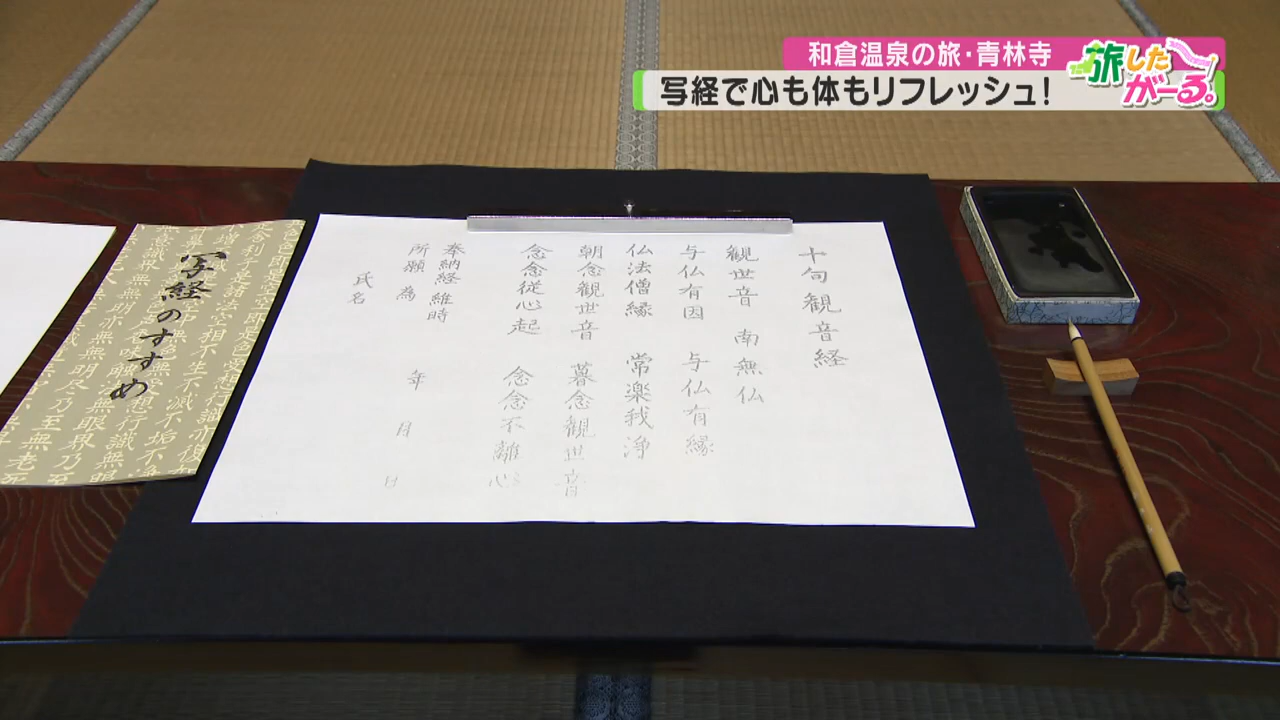 和倉温泉の旅・青林寺
写経で心も体もリフレッシュ!
旅したがーる。
十句観音経
観世音 南無仏
与仏有因 与仏有縁
仏法僧縁 常楽我浄
朝念観世音 暮念観世音
念念従心起 念念不離心
奉納経 維時 年 月 日
所願 為
氏名
写経のすすめ